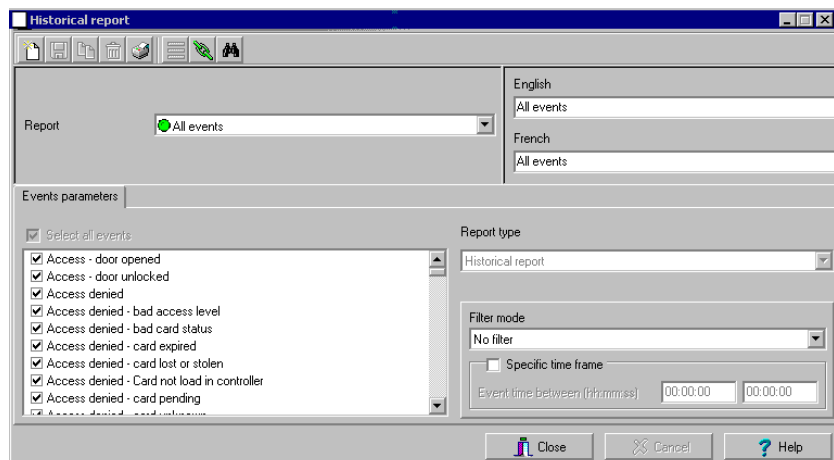 Historical report
English
All events
Report
All events
French
All events
Events parameters
Select all events
Access - door opened
Access - door unlocked
Access denied
Access denied - bad access level
Access denied - bad card status
Access denied - card expired
Access denied - card lost or stolen
Access denied - Card not load in controller
Access denied - card pending
Access denied - card unknown
Report type
Historical report
Filter mode
No filter
Specific time frame
Event time between (hh:mm:ss) 00:00:00 00:00:00
Close Cancel Help